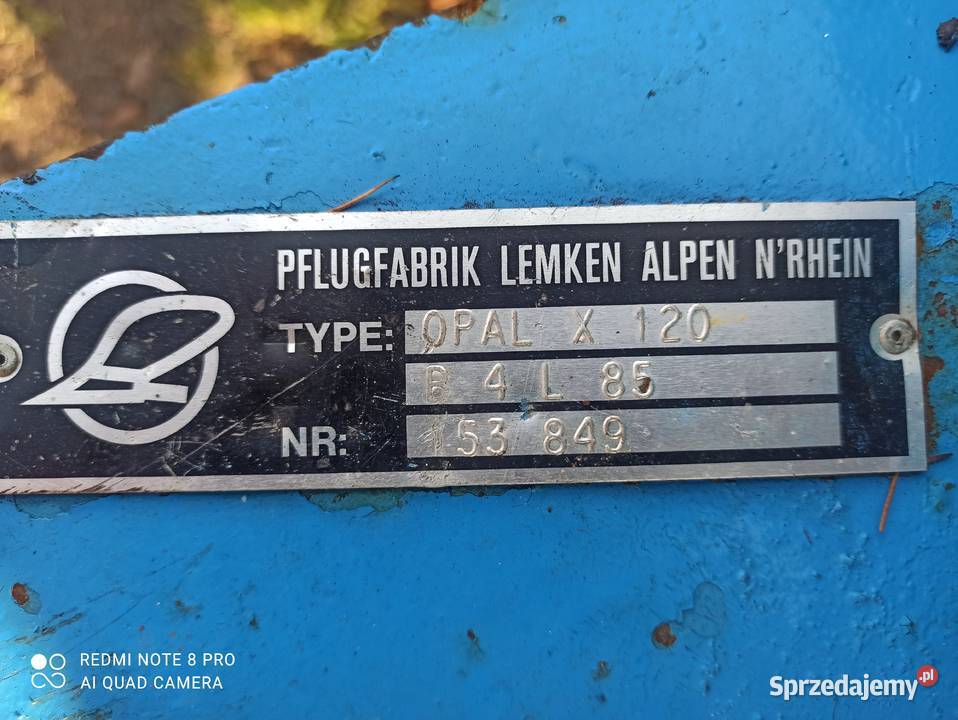 PFLUGFABRIK LEMKEN ALPEN N'RHEIN
TYPE: OPAL X 120
B 4 L 85
NR: 153 849
REDMI NOTE 8 PRO
AI QUAD CAMERA
Sprzedajemy.pl